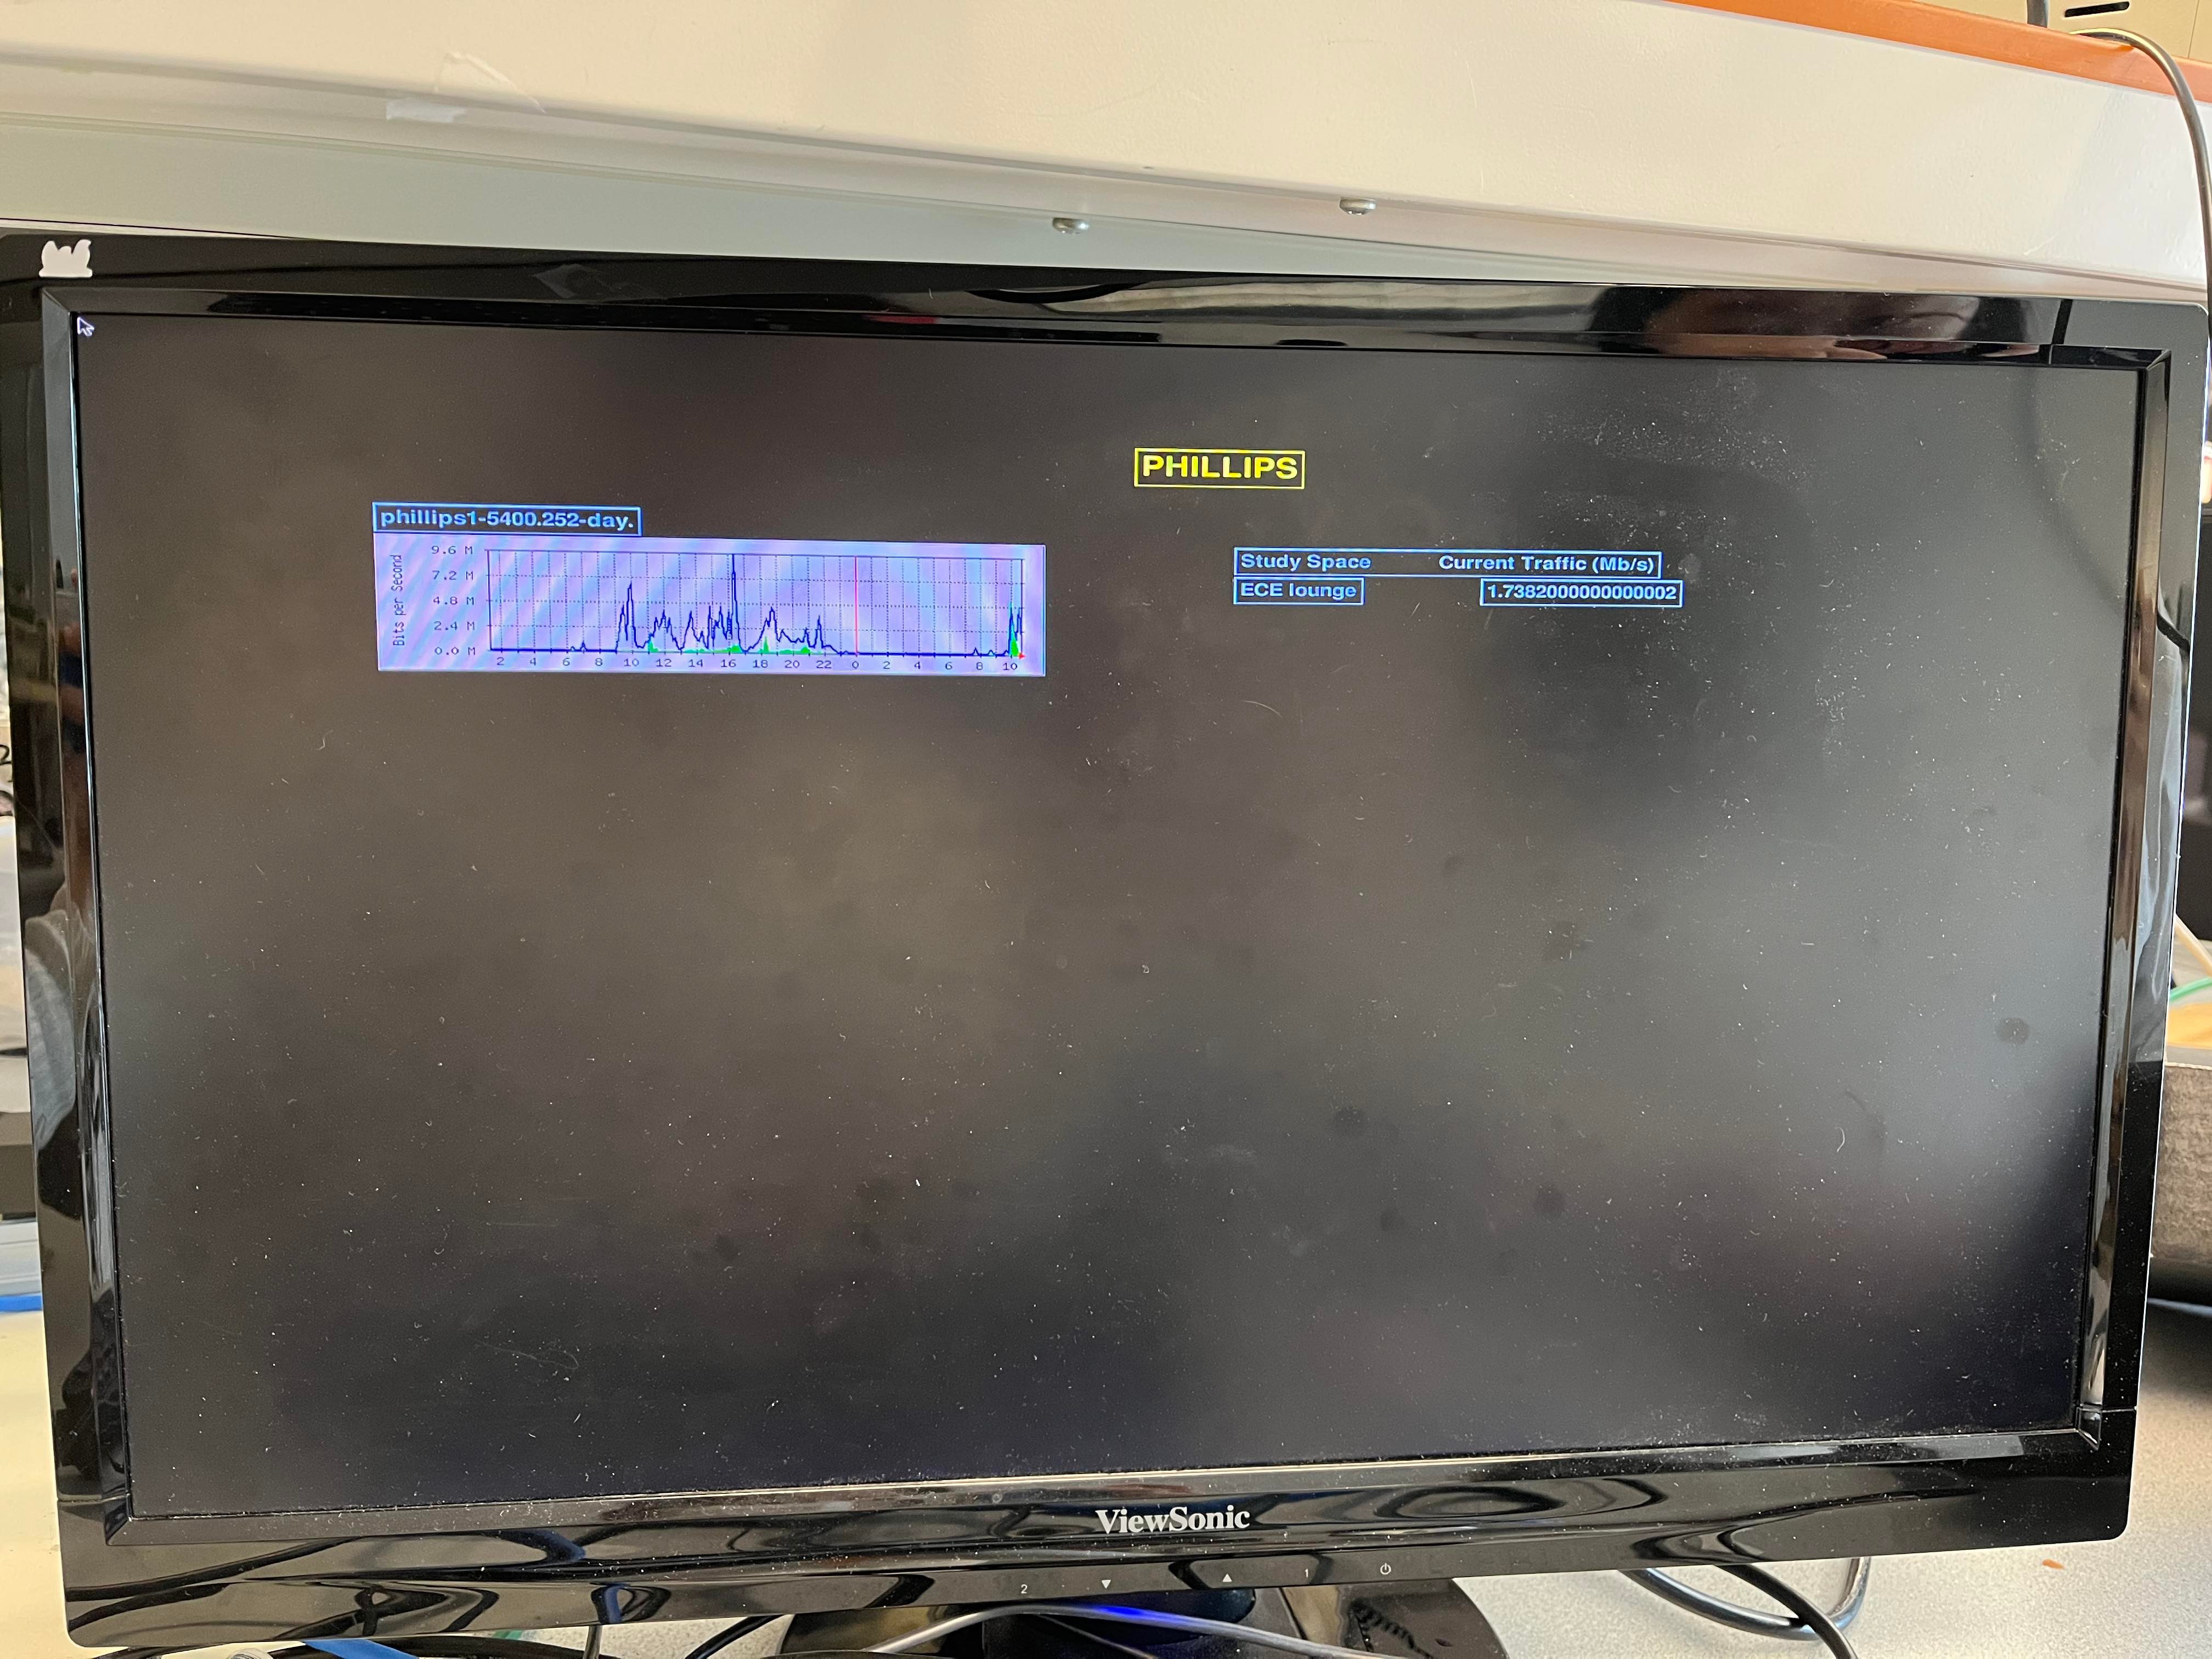 PHILLIPS
phillips1-5400.252-day.
Bits per Second
9.6 M
7.2 M
4.8 M
2.4 M
0.0 M
2 4 6 8 10 12 14 16 18 20 22 0 2 4 6 8 10
Study Space Current Traffic (Mb/s)
ECE lounge 1.7382000000000002
ViewSonic
2 ▼ ▲ 1